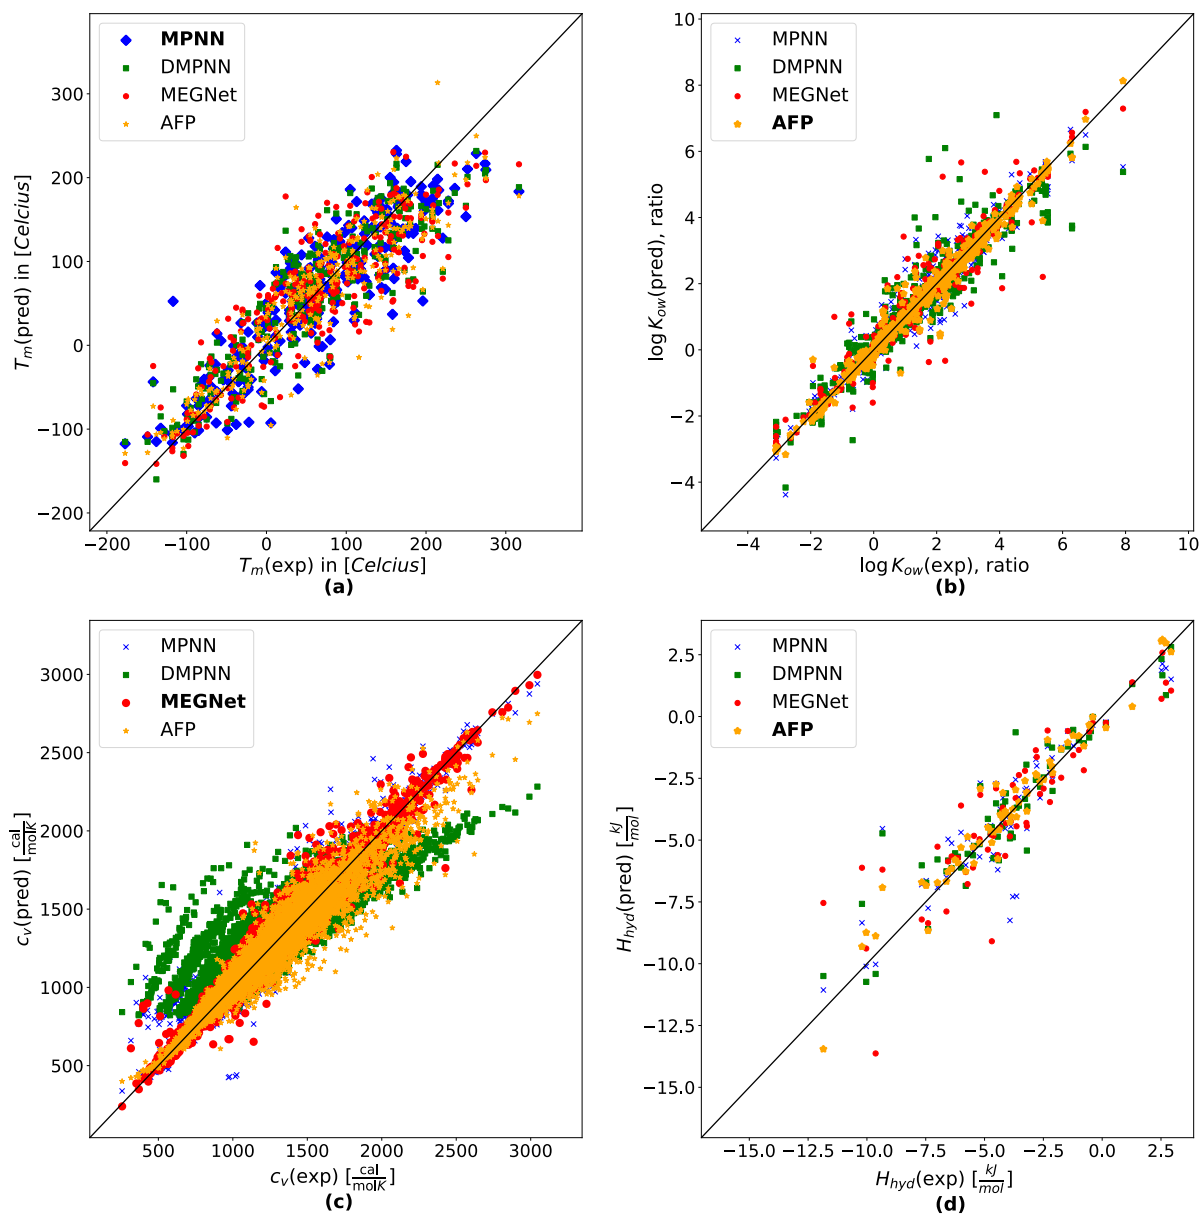 MPNN
DMPNN
MEGNet
AFP
300
200
100
0
−100
−200
T_m(pred) in [Celcius]
−200 −100 0 100 200 300
T_m(exp) in [Celcius]
(a)
MPNN
DMPNN
MEGNet
AFP
10
8
6
4
2
0
−2
−4
log K_ow(pred), ratio
−4 −2 0 2 4 6 8 10
log K_ow(exp), ratio
(b)
MPNN
DMPNN
MEGNet
AFP
3000
2500
2000
1500
1000
500
c_v(pred) [cal/molK]
500 1000 1500 2000 2500 3000
c_v(exp) [cal/molK]
(c)
MPNN
DMPNN
MEGNet
AFP
2.5
0.0
−2.5
−5.0
−7.5
−10.0
−12.5
−15.0
H_hyd(pred) [kJ/mol]
−15.0 −12.5 −10.0 −7.5 −5.0 −2.5 0.0 2.5
H_hyd(exp) [kJ/mol]
(d)